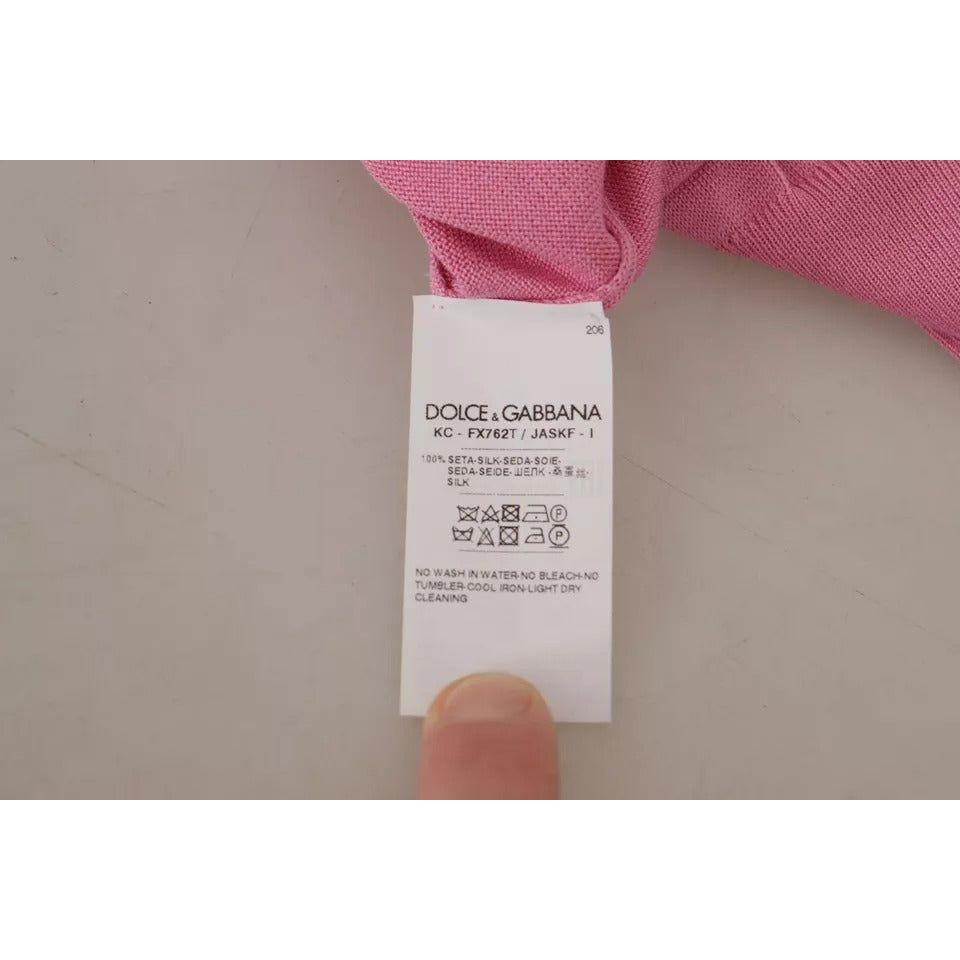 206
DOLCE & GABBANA
KC - FX762T / JASKF - I
100% SETA-SILK-SEDA-SOIE-
SEDA-SEIDE-ШЕЛК -桑蚕丝-
SILK
P
P
NO WASH IN WATER-NO BLEACH-NO
TUMBLER-COOL IRON-LIGHT DRY
CLEANING